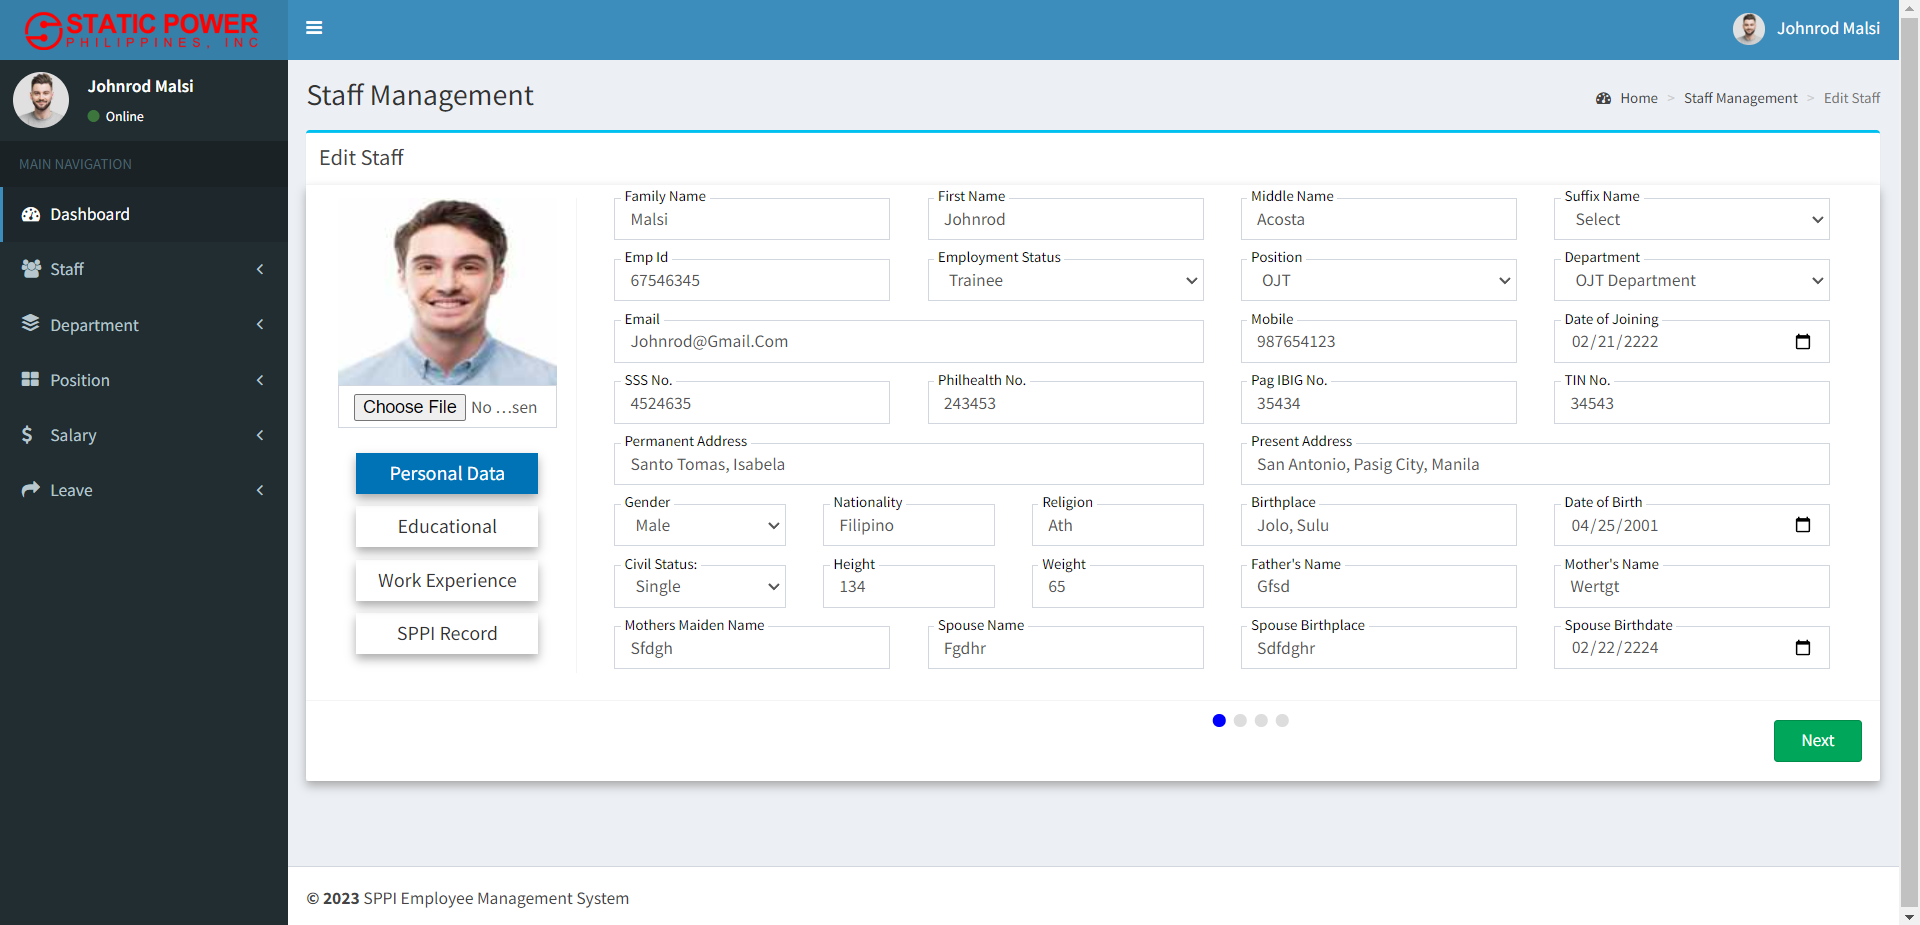 STATIC POWER
PHILIPPINES, INC
Johnrod Malsi
Johnrod Malsi
Online
MAIN NAVIGATION
Dashboard
Staff
Department
Position
Salary
Leave
Staff Management
Home > Staff Management > Edit Staff
Edit Staff
Choose File No ...sen
Personal Data
Educational
Work Experience
SPPI Record
Family Name First Name Middle Name Suffix Name
Malsi Johnrod Acosta Select
Emp Id Employment Status Position Department
67546345 Trainee OJT OJT Department
Email Mobile Date of Joining
Johnrod@Gmail.Com 987654123 02/21/2222
SSS No. Philhealth No. Pag IBIG No. TIN No.
4524635 243453 35434 34543
Permanent Address Present Address
Santo Tomas, Isabela San Antonio, Pasig City, Manila
Gender Nationality Religion Birthplace Date of Birth
Male Filipino Ath Jolo, Sulu 04/25/2001
Civil Status: Height Weight Father's Name Mother's Name
Single 134 65 Gfsd Wertgt
Mothers Maiden Name Spouse Name Spouse Birthplace Spouse Birthdate
Sfdgh Fgdhr Sdfdghr 02/22/2224
Next
© 2023 SPPI Employee Management System